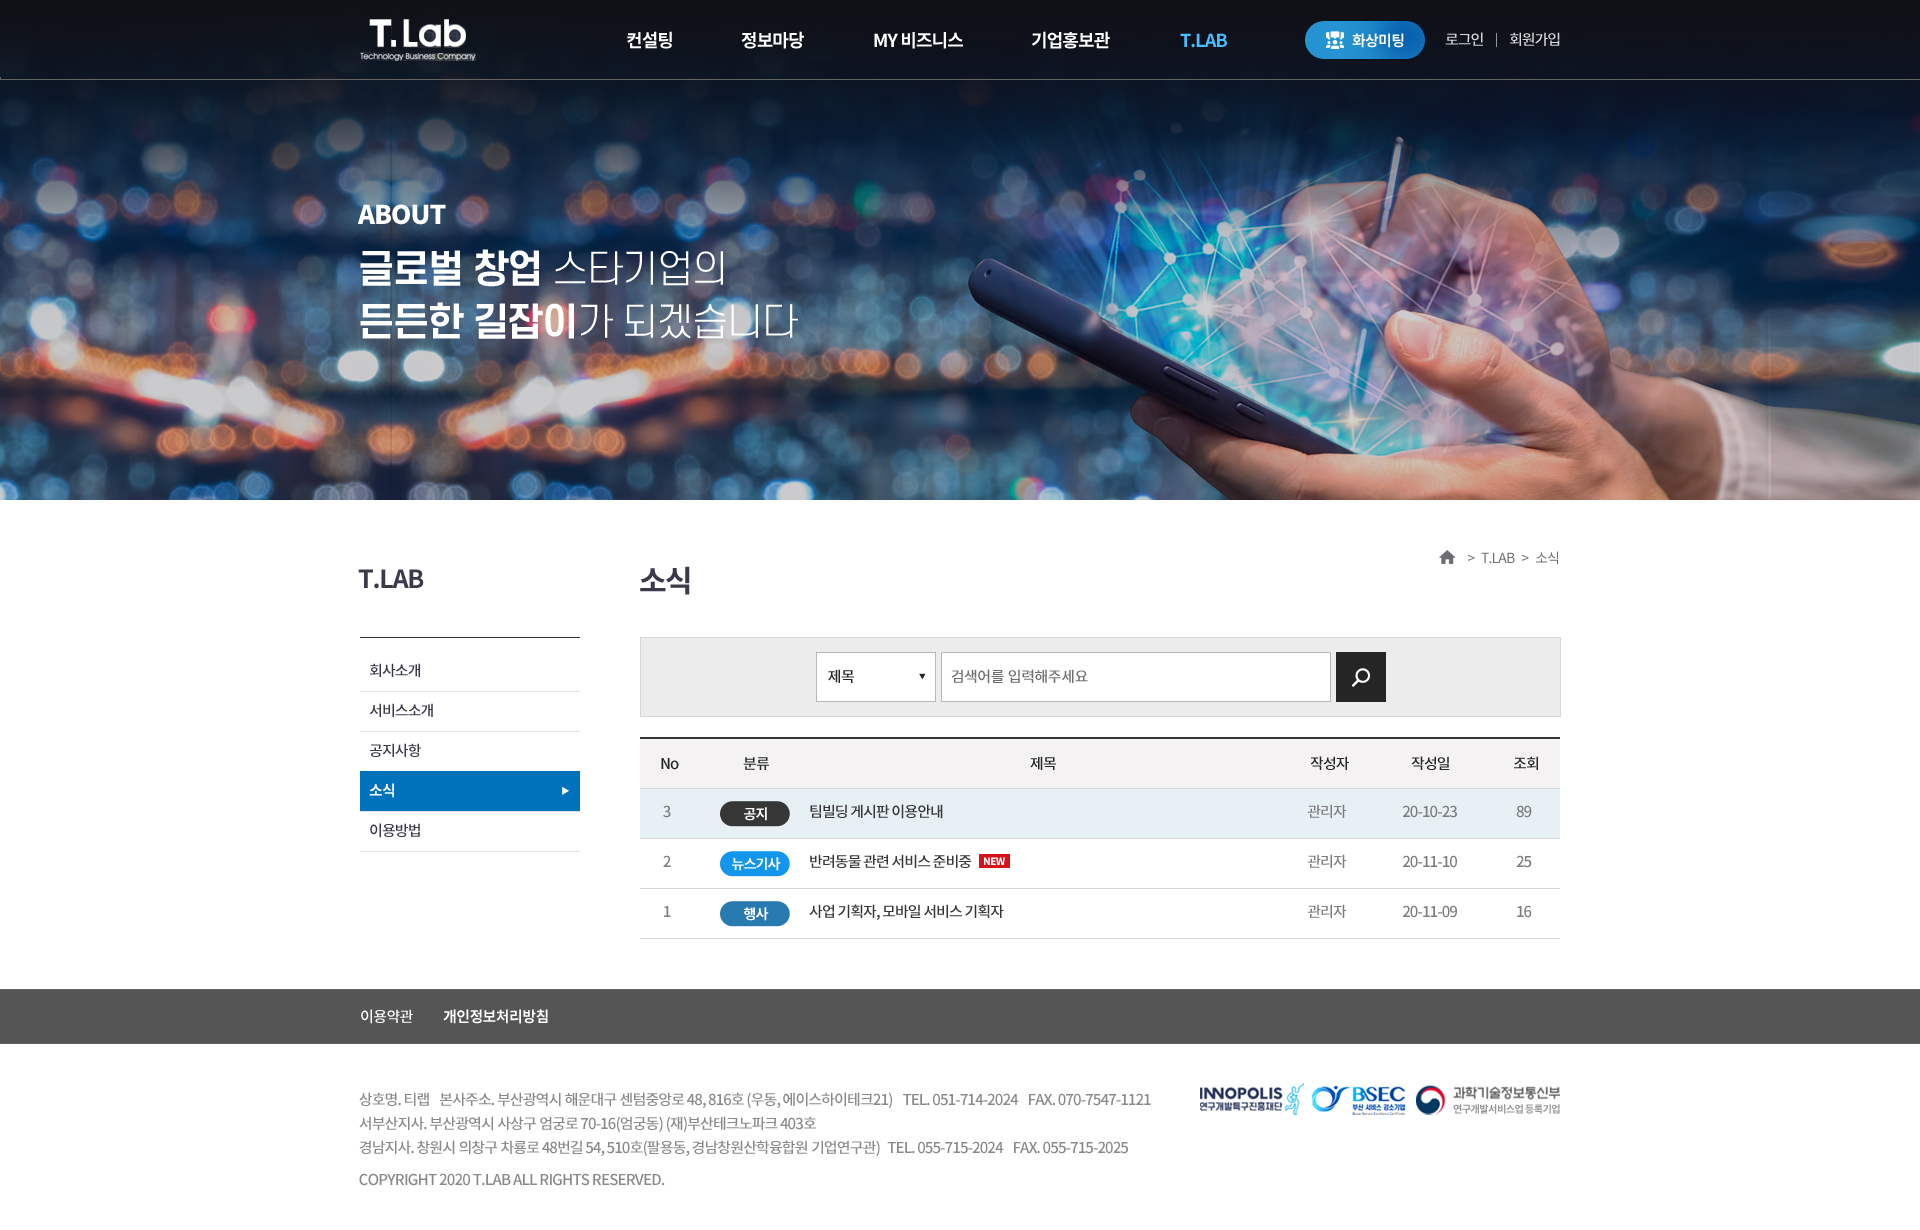 T.Lab
Technology Business Company
컨설팅
정보마당
MY 비즈니스
기업홍보관
T.LAB
화상미팅
로그인
회원가입
ABOUT
글로벌 창업 스타기업의
든든한 길잡이가 되겠습니다
> T.LAB > 소식
T.LAB
소식
회사소개
서비스소개
공지사항
소식
이용방법
제목
검색어를 입력해주세요
No 분류 제목 작성자 작성일 조회
3 공지 팀빌딩 게시판 이용안내 관리자 20-10-23 89
2 뉴스기사 반려동물 관련 서비스 준비중 NEW 관리자 20-11-10 25
1 행사 사업 기획자, 모바일 서비스 기획자 관리자 20-11-09 16
이용약관 개인정보처리방침
상호명. 티랩 본사주소. 부산광역시 해운대구 센텀중앙로 48, 816호 (우동, 에이스하이테크21) TEL. 051-714-2024 FAX. 070-7547-1121
서부산지사. 부산광역시 사상구 엄궁로 70-16(엄궁동) (재)부산테크노파크 403호
경남지사. 창원시 의창구 차룡로 48번길 54, 510호(팔용동, 경남창원산학융합원 기업연구관) TEL. 055-715-2024 FAX. 055-715-2025
COPYRIGHT 2020 T.LAB ALL RIGHTS RESERVED.
INNOPOLIS
연구개발특구진흥재단
BSEC
부산 서비스 강소기업
과학기술정보통신부
연구개발서비스업 등록기업